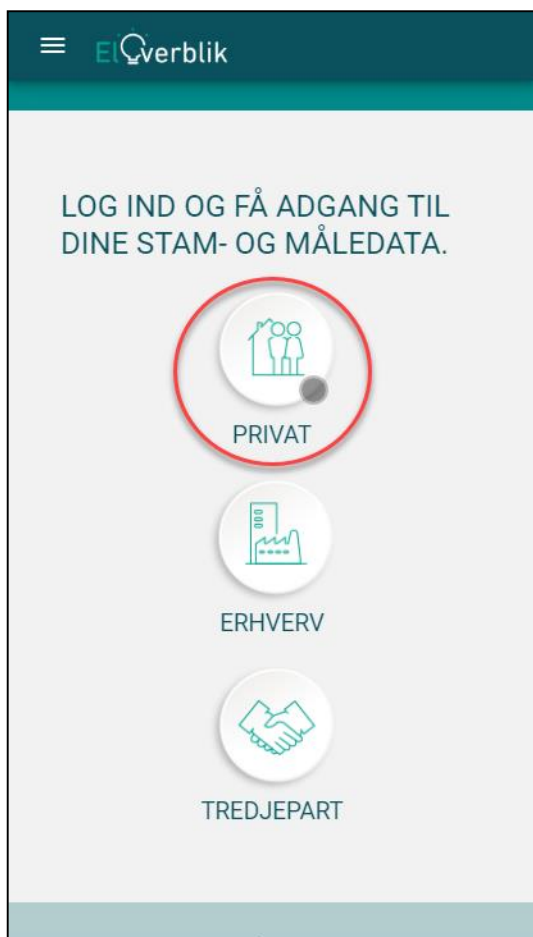 ElOverblik
LOG IND OG FÅ ADGANG TIL
DINE STAM- OG MÅLEDATA.
PRIVAT
ERHVERV
TREDJEPART